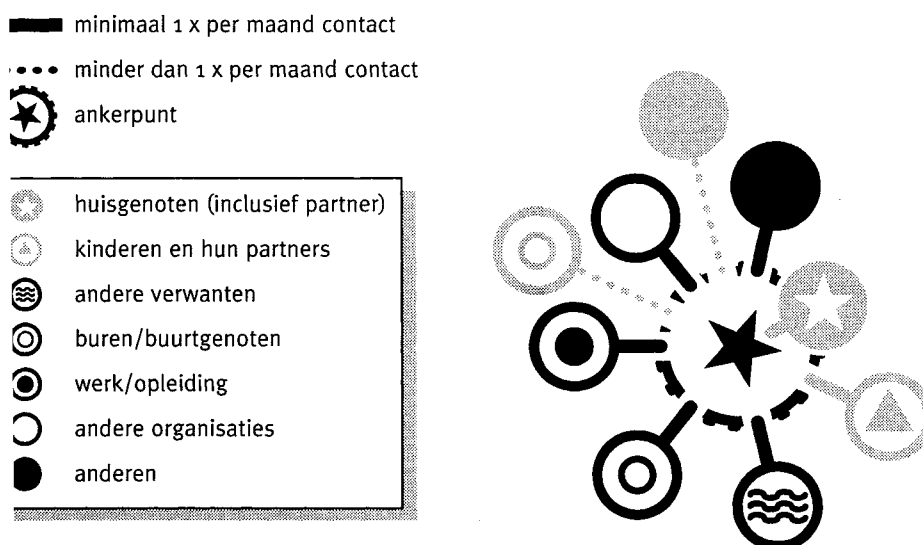 minimaal 1 x per maand contact
minder dan 1 x per maand contact
ankerpunt
huisgenoten (inclusief partner)
kinderen en hun partners
andere verwanten
buren/buurtgenoten
werk/opleiding
andere organisaties
anderen